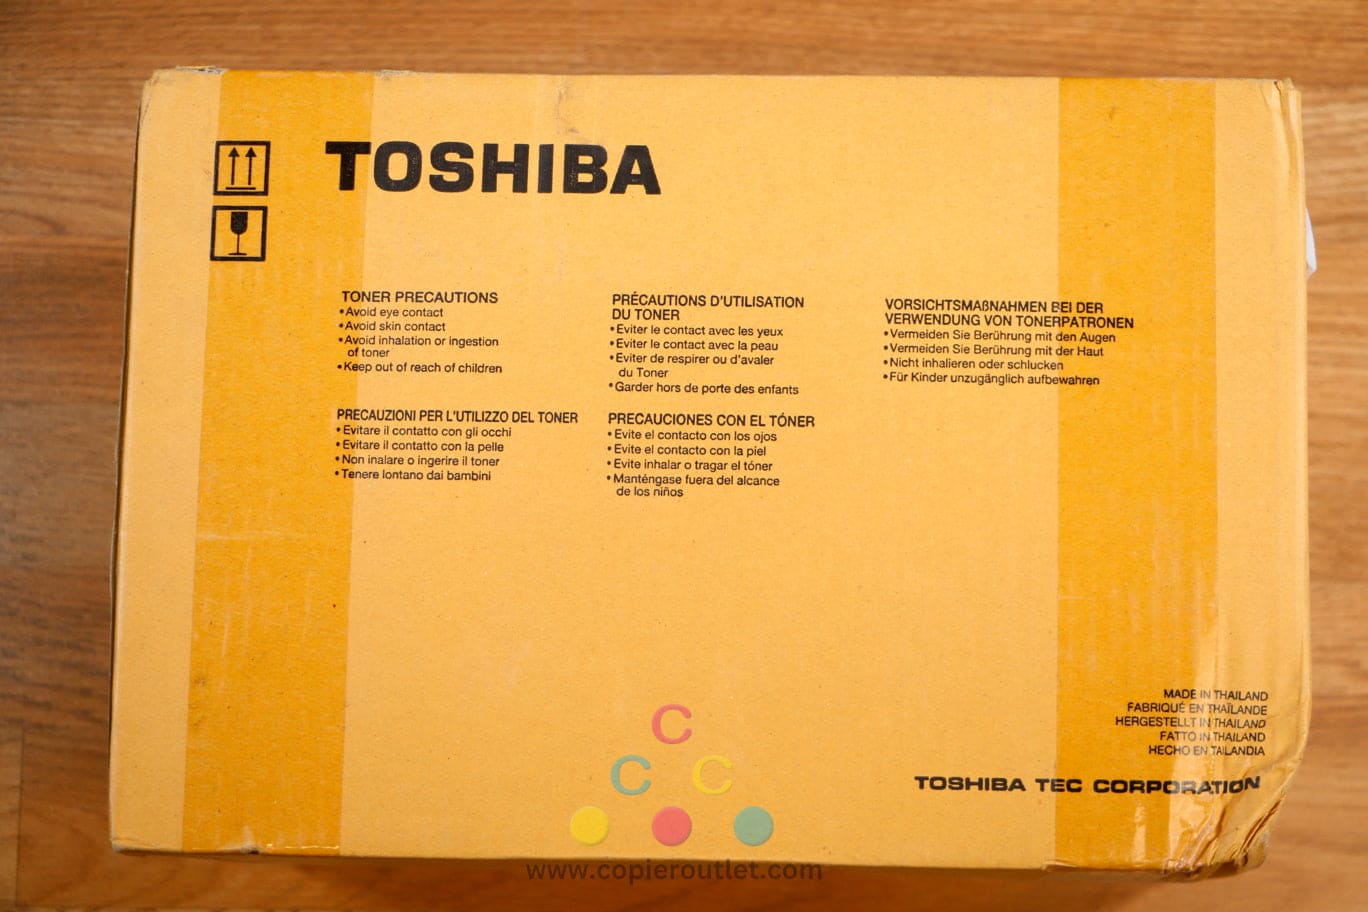 TOSHIBA
TONER PRECAUTIONS
•Avoid eye contact
•Avoid skin contact
•Avoid inhalation or ingestion
of toner
•Keep out of reach of children
PRÉCAUTIONS D'UTILISATION
DU TONER
•Eviter le contact avec les yeux
•Eviter le contact avec la peau
•Eviter de respirer ou d'avaler
du Toner
•Garder hors de porte des enfants
VORSICHTSMAßNAHMEN BEI DER
VERWENDUNG VON TONERPATRONEN
•Vermeiden Sie Berührung mit den Augen
•Vermeiden Sie Berührung mit der Haut
•Nicht inhalieren oder schlucken
•Für Kinder unzugänglich aufbewahren
PRECAUZIONI PER L'UTILIZZO DEL TONER
•Evitare il contatto con gli occhi
•Evitare il contatto con la pelle
•Non inalare o ingerire il toner
•Tenere lontano dai bambini
PRECAUCIONES CON EL TÓNER
•Evite el contacto con los ojos
•Evite el contacto con la piel
•Evite inhalar o tragar el tóner
•Manténgase fuera del alcance
de los niños
MADE IN THAILAND
FABRIQUÉ EN THAÏLANDE
HERGESTELLT IN THAILAND
FATTO IN THAILAND
HECHO EN TAILANDIA
TOSHIBA TEC CORPORATION
C
C C
www.copieroutlet.com